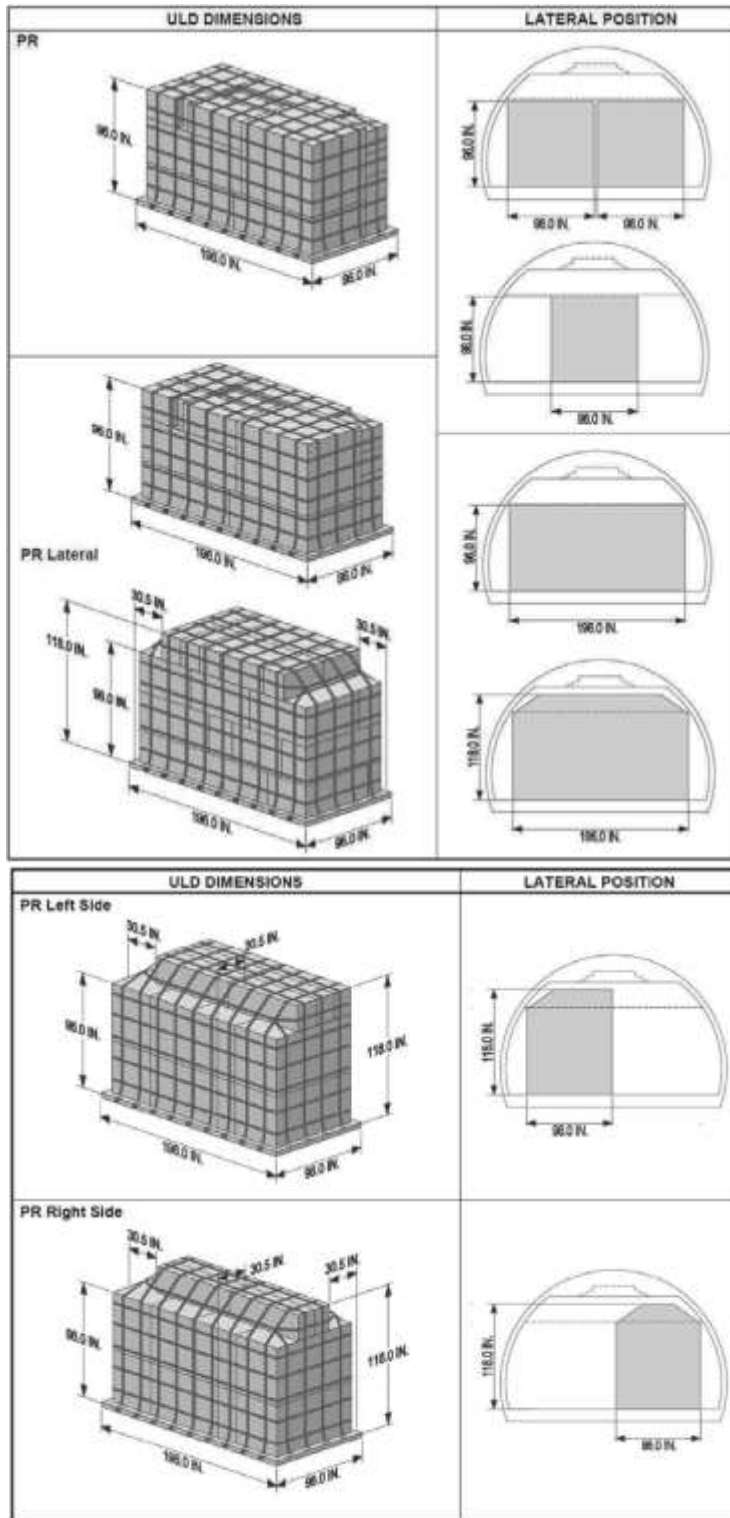 ULD DIMENSIONS
LATERAL POSITION
PR
96.0 IN.
196.0 IN.
96.0 IN.
96.0 IN.
96.0 IN.
96.0 IN.
96.0 IN.
96.0 IN.
96.0 IN.
196.0 IN.
96.0 IN.
PR Lateral
30.5 IN.
30.5 IN.
118.0 IN.
96.0 IN.
196.0 IN.
96.0 IN.
96.0 IN.
196.0 IN.
118.0 IN.
196.0 IN.
ULD DIMENSIONS
LATERAL POSITION
PR Left Side
30.5 IN.
30.5 IN.
96.0 IN.
118.0 IN.
196.0 IN.
96.0 IN.
118.0 IN.
96.0 IN.
PR Right Side
30.5 IN.
30.5 IN.
30.5 IN.
96.0 IN.
118.0 IN.
196.0 IN.
96.0 IN.
118.0 IN.
96.0 IN.